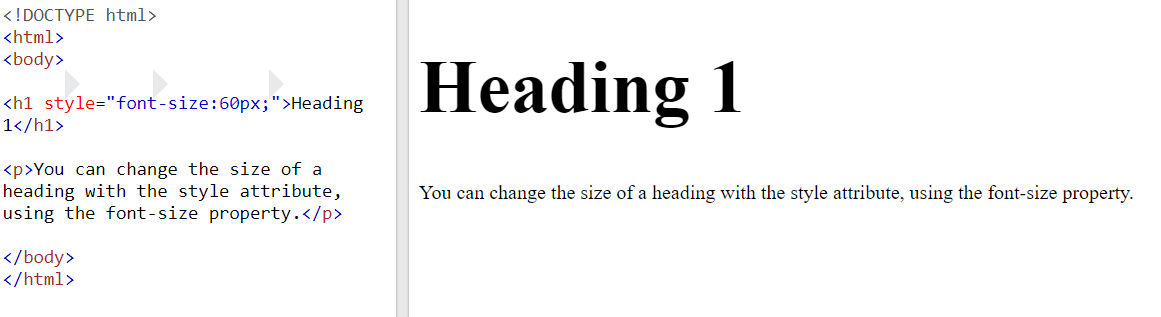 <!DOCTYPE html>
<html>
<body>
<h1 style="font-size:60px;">Heading
1</h1>
<p>You can change the size of a
heading with the style attribute,
using the font-size property.</p>
</body>
</html>
Heading 1
You can change the size of a heading with the style attribute, using the font-size property.